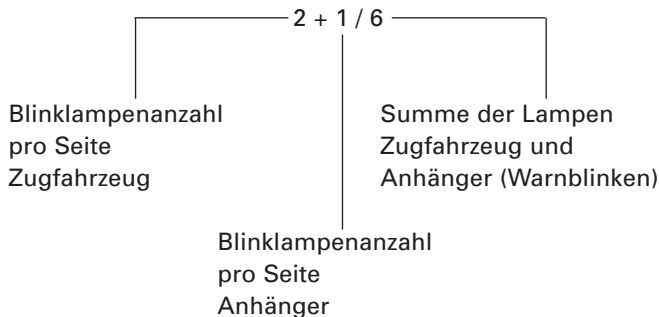 2 + 1 / 6
Blinklampenanzahl
pro Seite
Zugfahrzeug
Summe der Lampen
Zugfahrzeug und
Anhänger (Warnblinken)
Blinklampenanzahl
pro Seite
Anhänger